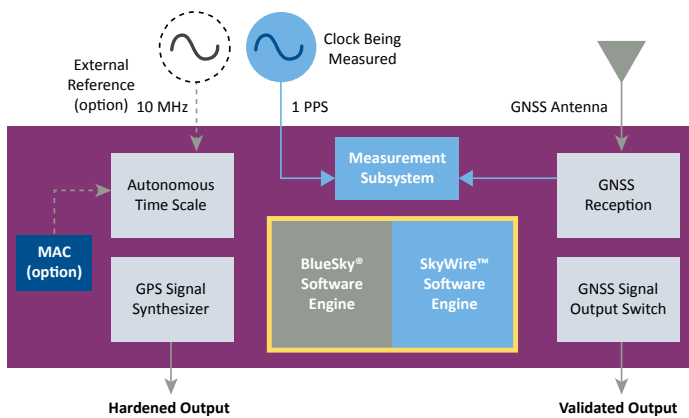 Clock Being
Measured
External
Reference
(option)
10 MHz
1 PPS
GNSS Antenna
Autonomous
Time Scale
Measurement
Subsystem
GNSS
Reception
MAC
(option)
BlueSky®
Software
Engine
SkyWire™
Software
Engine
GPS Signal
Synthesizer
GNSS Signal
Output Switch
Hardened Output
Validated Output